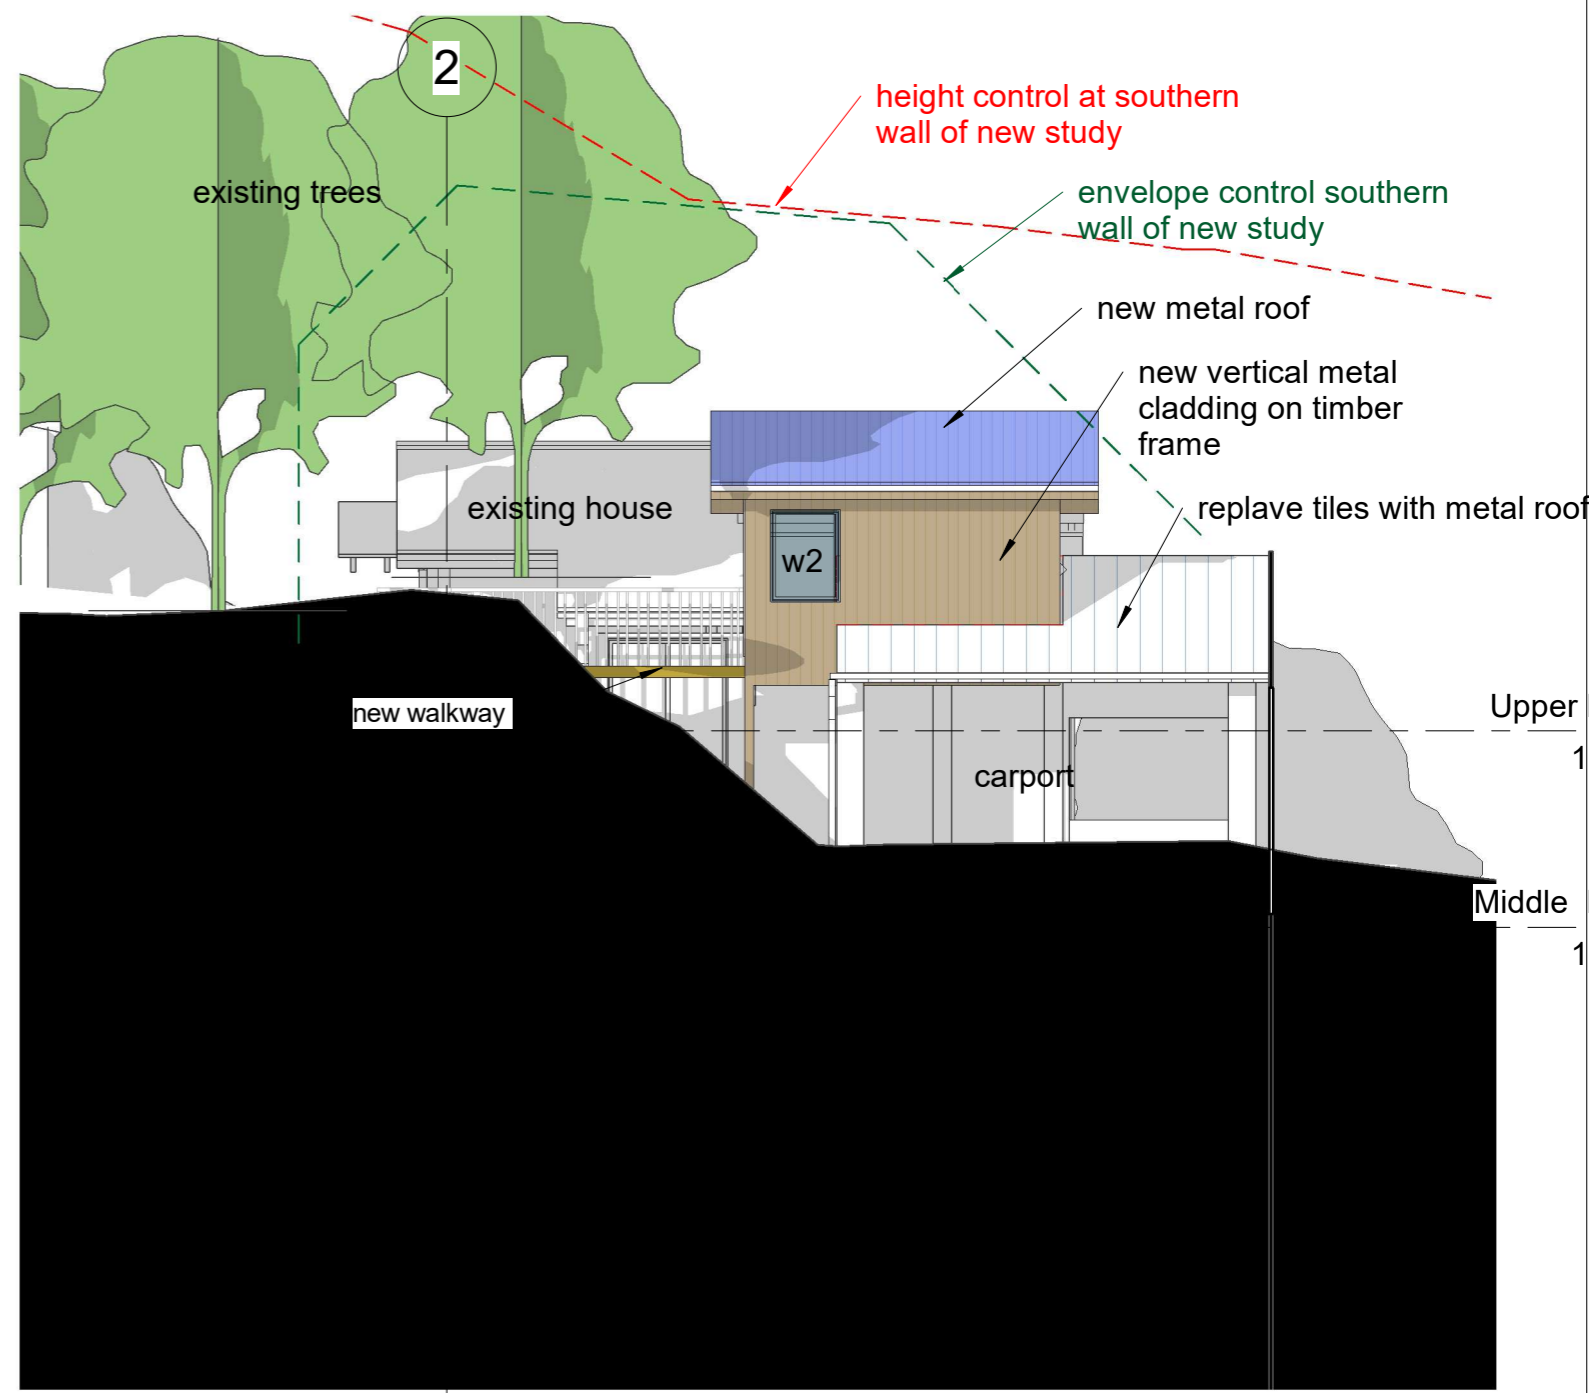 2
height control at southern
wall of new study
existing trees
envelope control southern
wall of new study
new metal roof
new vertical metal
cladding on timber
frame
existing house
replave tiles with metal roof
w2
new walkway
Upper
1
carport
Middle
1